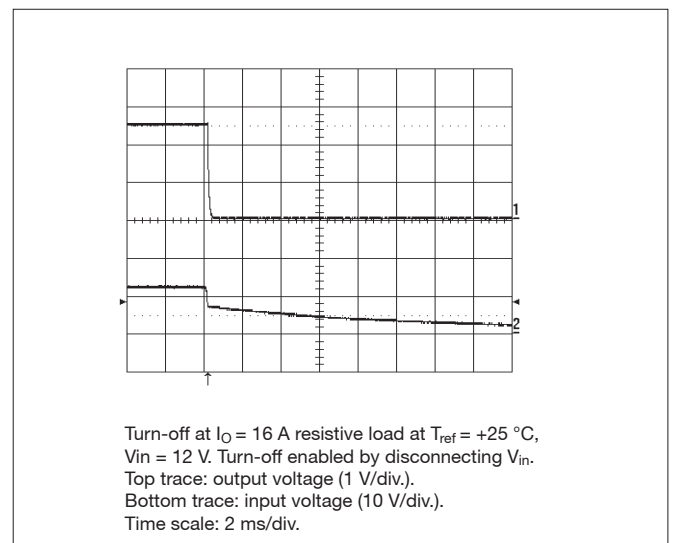 1
2
↑
Turn-off at I₀ = 16 A resistive load at Tref = +25 °C,
Vin = 12 V. Turn-off enabled by disconnecting Vin.
Top trace: output voltage (1 V/div.).
Bottom trace: input voltage (10 V/div.).
Time scale: 2 ms/div.